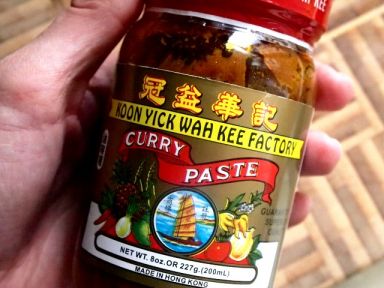 KEE
冠益華記
KOON YICK WAH KEE FACTORY
CURRY
PASTE
NET WT. 8oz.OR 227g.(200mL)
MADE IN HONG KONG